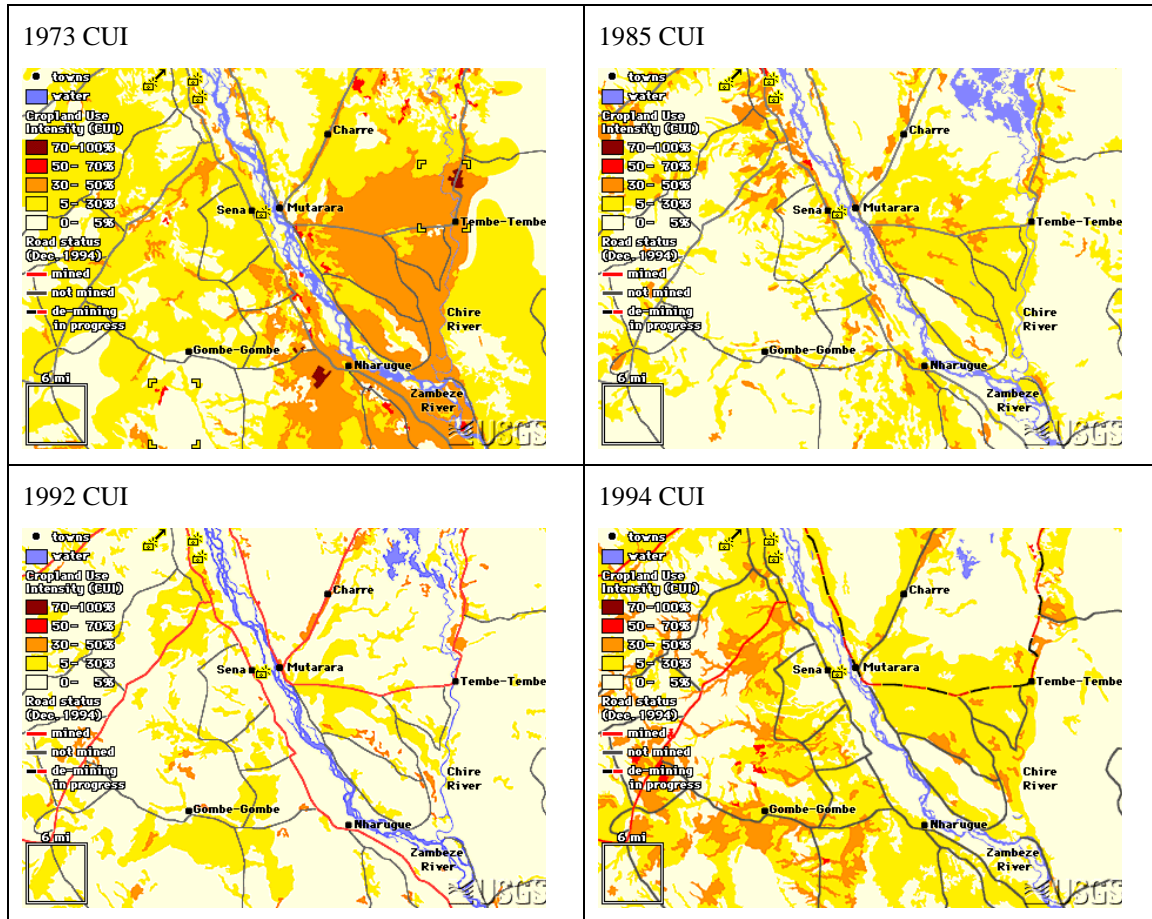 1973 CUI
towns
water
Cropland Use
Intensity (CUI)
70-100%
50- 70%
30- 50%
5- 30%
0- 5%
Road status
(Dec. 1994)
mined
not mined
de-mining
in progress
6 mi
Charre
Sena
Mutarara
Tembe-Tembe
Chire
River
Gombe-Gombe
Nharugue
Zambeze
River
USGS
1985 CUI
towns
water
Cropland Use
Intensity (CUI)
70-100%
50- 70%
30- 50%
5- 30%
0- 5%
Road status
(Dec. 1994)
mined
not mined
de-mining
in progress
6 mi
Charre
Sena
Mutarara
Tembe-Tembe
Chire
River
Gombe-Gombe
Nharugue
Zambeze
River
USGS
1992 CUI
towns
water
Cropland Use
Intensity (CUI)
70-100%
50- 70%
30- 50%
5- 30%
0- 5%
Road status
(Dec. 1994)
mined
not mined
de-mining
in progress
6 mi
Charre
Sena
Mutarara
Tembe-Tembe
Chire
River
Gombe-Gombe
Nharugue
Zambeze
River
USGS
1994 CUI
towns
water
Cropland Use
Intensity (CUI)
70-100%
50- 70%
30- 50%
5- 30%
0- 5%
Road status
(Dec. 1994)
mined
not mined
de-mining
in progress
6 mi
Charre
Sena
Mutarara
Tembe-Tembe
Chire
River
Gombe-Gombe
Nharugue
Zambeze
River
USGS